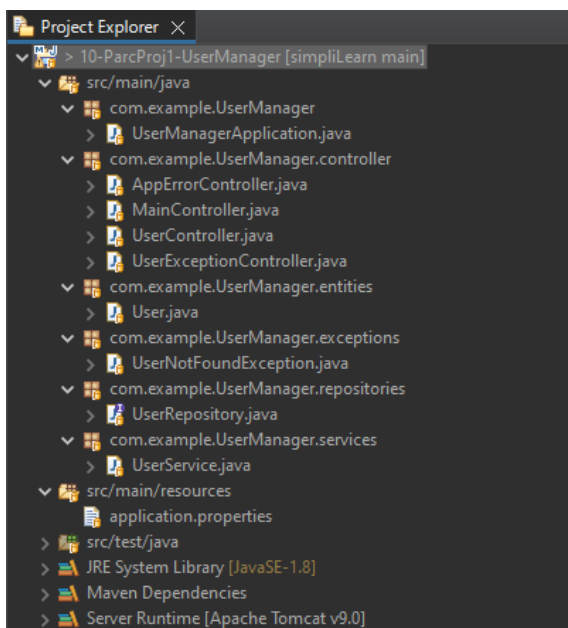 Project Explorer
> 10-ParcProj1-UserManager [simpliLearn main]
src/main/java
com.example.UserManager
UserManagerApplication.java
com.example.UserManager.controller
AppErrorController.java
MainController.java
UserController.java
UserExceptionController.java
com.example.UserManager.entities
User.java
com.example.UserManager.exceptions
UserNotFoundException.java
com.example.UserManager.repositories
UserRepository.java
com.example.UserManager.services
UserService.java
src/main/resources
application.properties
src/test/java
JRE System Library [JavaSE-1.8]
Maven Dependencies
Server Runtime [Apache Tomcat v9.0]